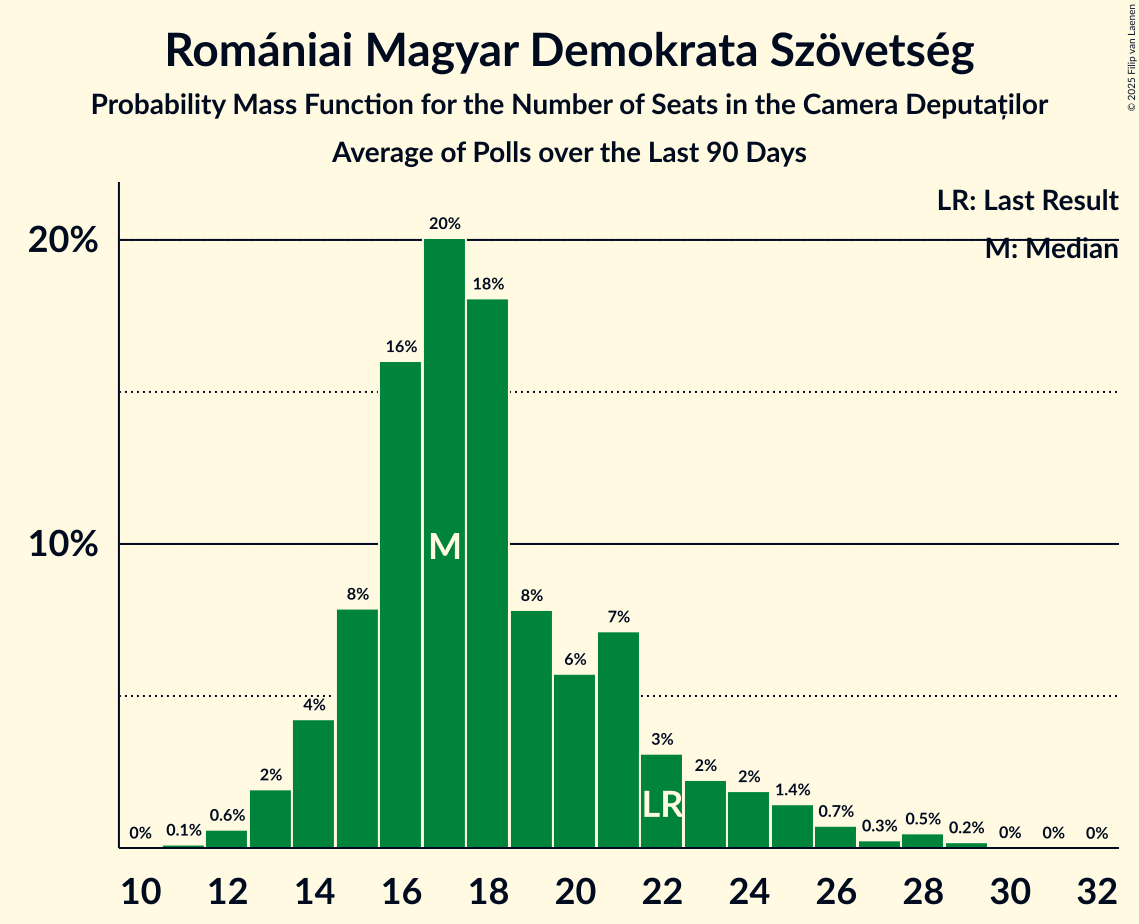 Romániai Magyar Demokrata Szövetség
Probability Mass Function for the Number of Seats in the Camera Deputaților
Average of Polls over the Last 90 Days
© 2025 Filip van Laenen
LR: Last Result
M: Median
20%
10%
0%
0.1%
0.6%
2%
4%
8%
16%
20%
18%
8%
6%
7%
3%
2%
2%
1.4%
0.7%
0.3%
0.5%
0.2%
0%
0%
0%
M
LR
10 12 14 16 18 20 22 24 26 28 30 32